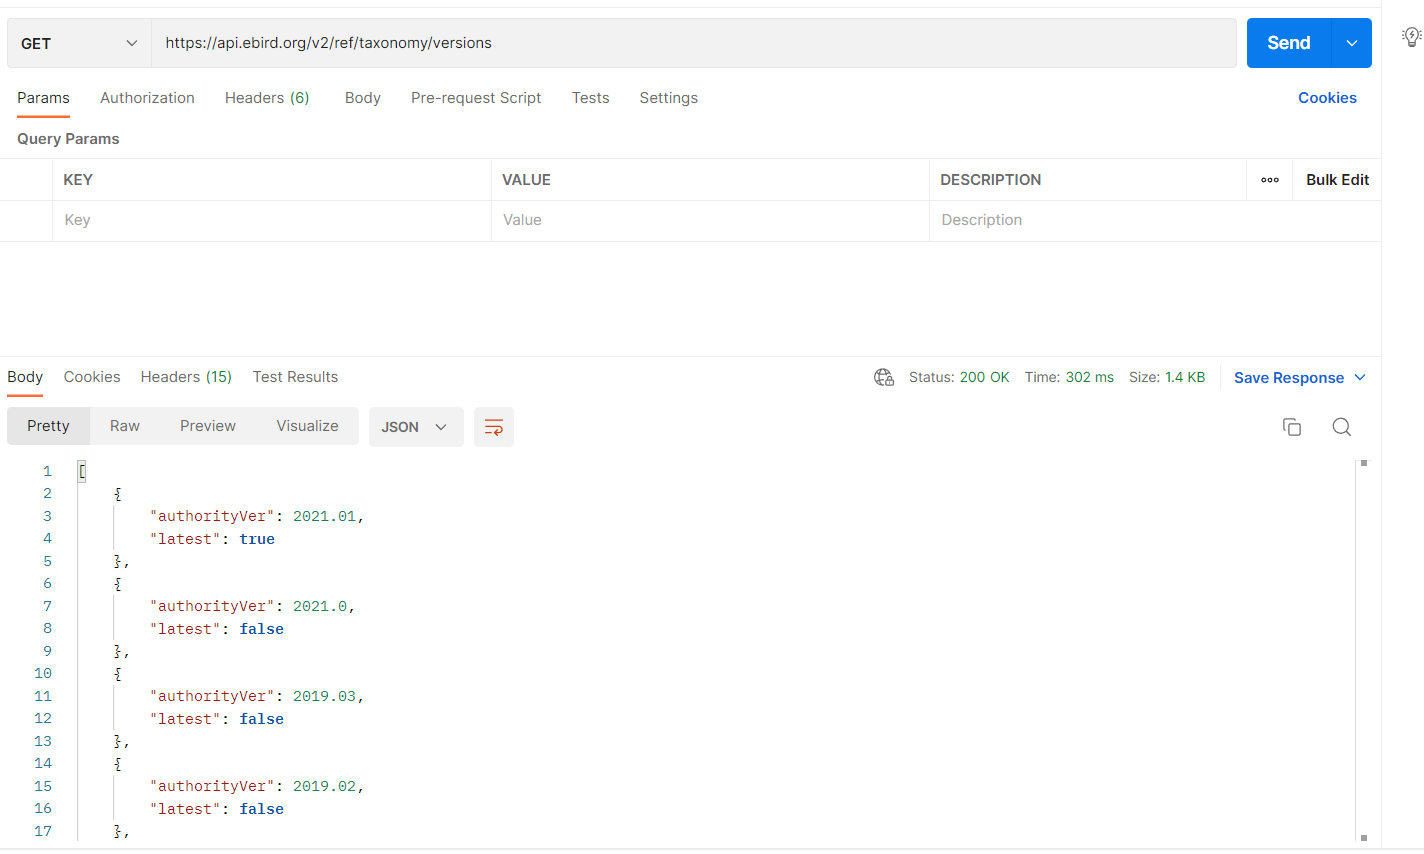 GET https://api.ebird.org/v2/ref/taxonomy/versions Send
Params Authorization Headers (6) Body Pre-request Script Tests Settings Cookies
Query Params
KEY VALUE DESCRIPTION ooo Bulk Edit
Key Value Description
Body Cookies Headers (15) Test Results Status: 200 OK Time: 302 ms Size: 1.4 KB Save Response
Pretty Raw Preview Visualize JSON
1 [
2 {
3 "authorityVer": 2021.01,
4 "latest": true
5 },
6 {
7 "authorityVer": 2021.0,
8 "latest": false
9 },
10 {
11 "authorityVer": 2019.03,
12 "latest": false
13 },
14 {
15 "authorityVer": 2019.02,
16 "latest": false
17 },